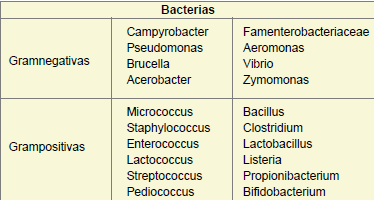 Bacterias
Gramnegativas
Campyrobacter Famenterobacteriaceae
Pseudomonas Aeromonas
Brucella Vibrio
Acerobacter Zymomonas
Grampositivas
Micrococcus Bacillus
Staphylococcus Clostridium
Enterococcus Lactobacillus
Lactococcus Listeria
Streptococcus Propionibacterium
Pediococcus Bifidobacterium